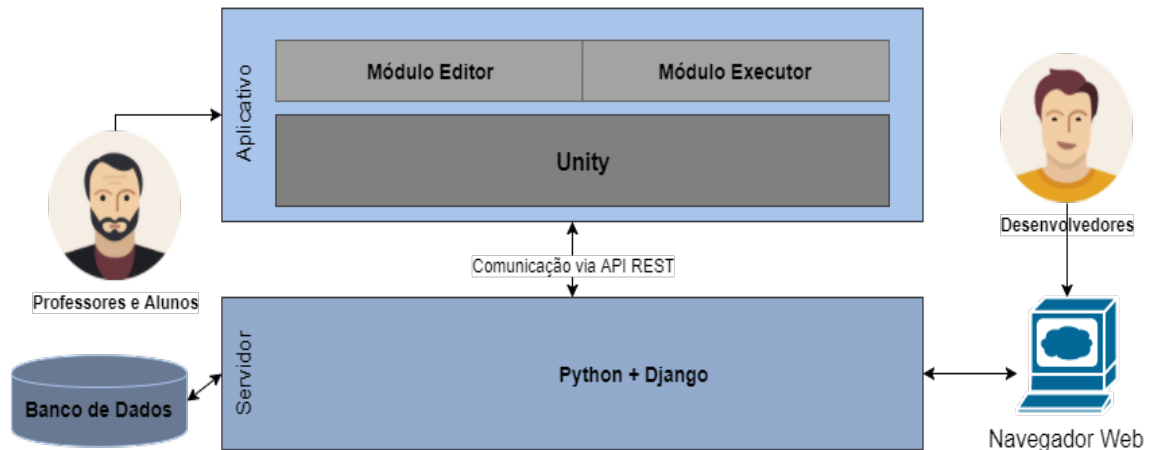 Aplicativo
Módulo Editor
Módulo Executor
Unity
Professores e Alunos
Desenvolvedores
Comunicação via API REST
Servidor
Python + Django
Banco de Dados
Navegador Web